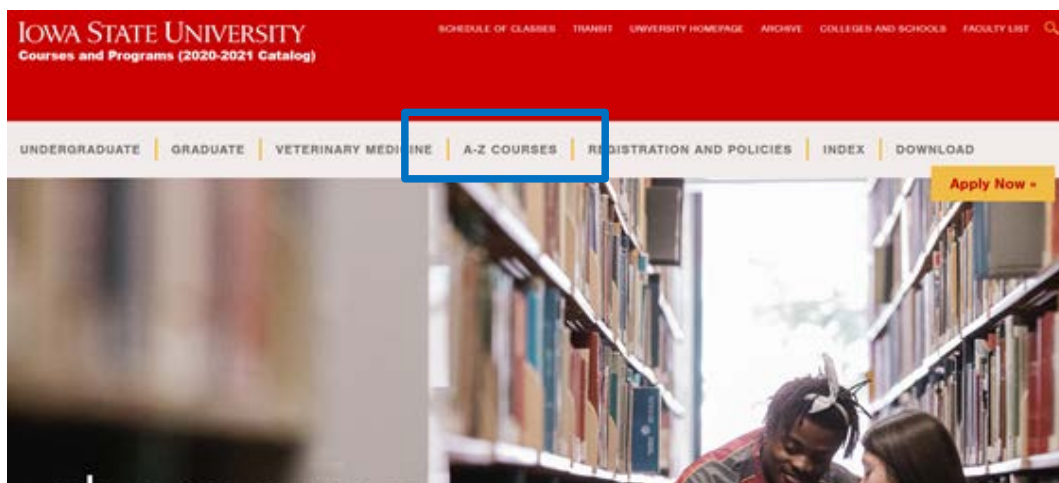 IOWA STATE UNIVERSITY
Courses and Programs (2020-2021 Catalog)
SCHEDULE OF CLASSES TRANSIT UNIVERSITY HOMEPAGE ARCHIVE COLLEGES AND SCHOOLS FACULTY LIST
UNDERGRADUATE GRADUATE VETERINARY MEDICINE A-Z COURSES REGISTRATION AND POLICIES INDEX DOWNLOAD
Apply Now »